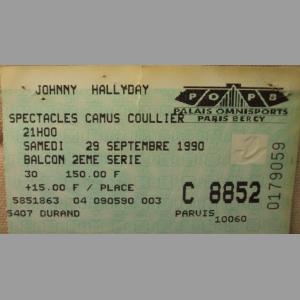 JOHNNY HALLYDAY
POPB
PALAIS OMNISPORTS
PARIS BERCY
SPECTACLES CAMUS COULLIER
21H00
SAMEDI 29 SEPTEMBRE 1990
BALCON 2EME SERIE
30 150.00 F
+15.00 F / PLACE
C 8852
0179059
5851863 04 090590 003
5407 DURAND PARVIS
10060